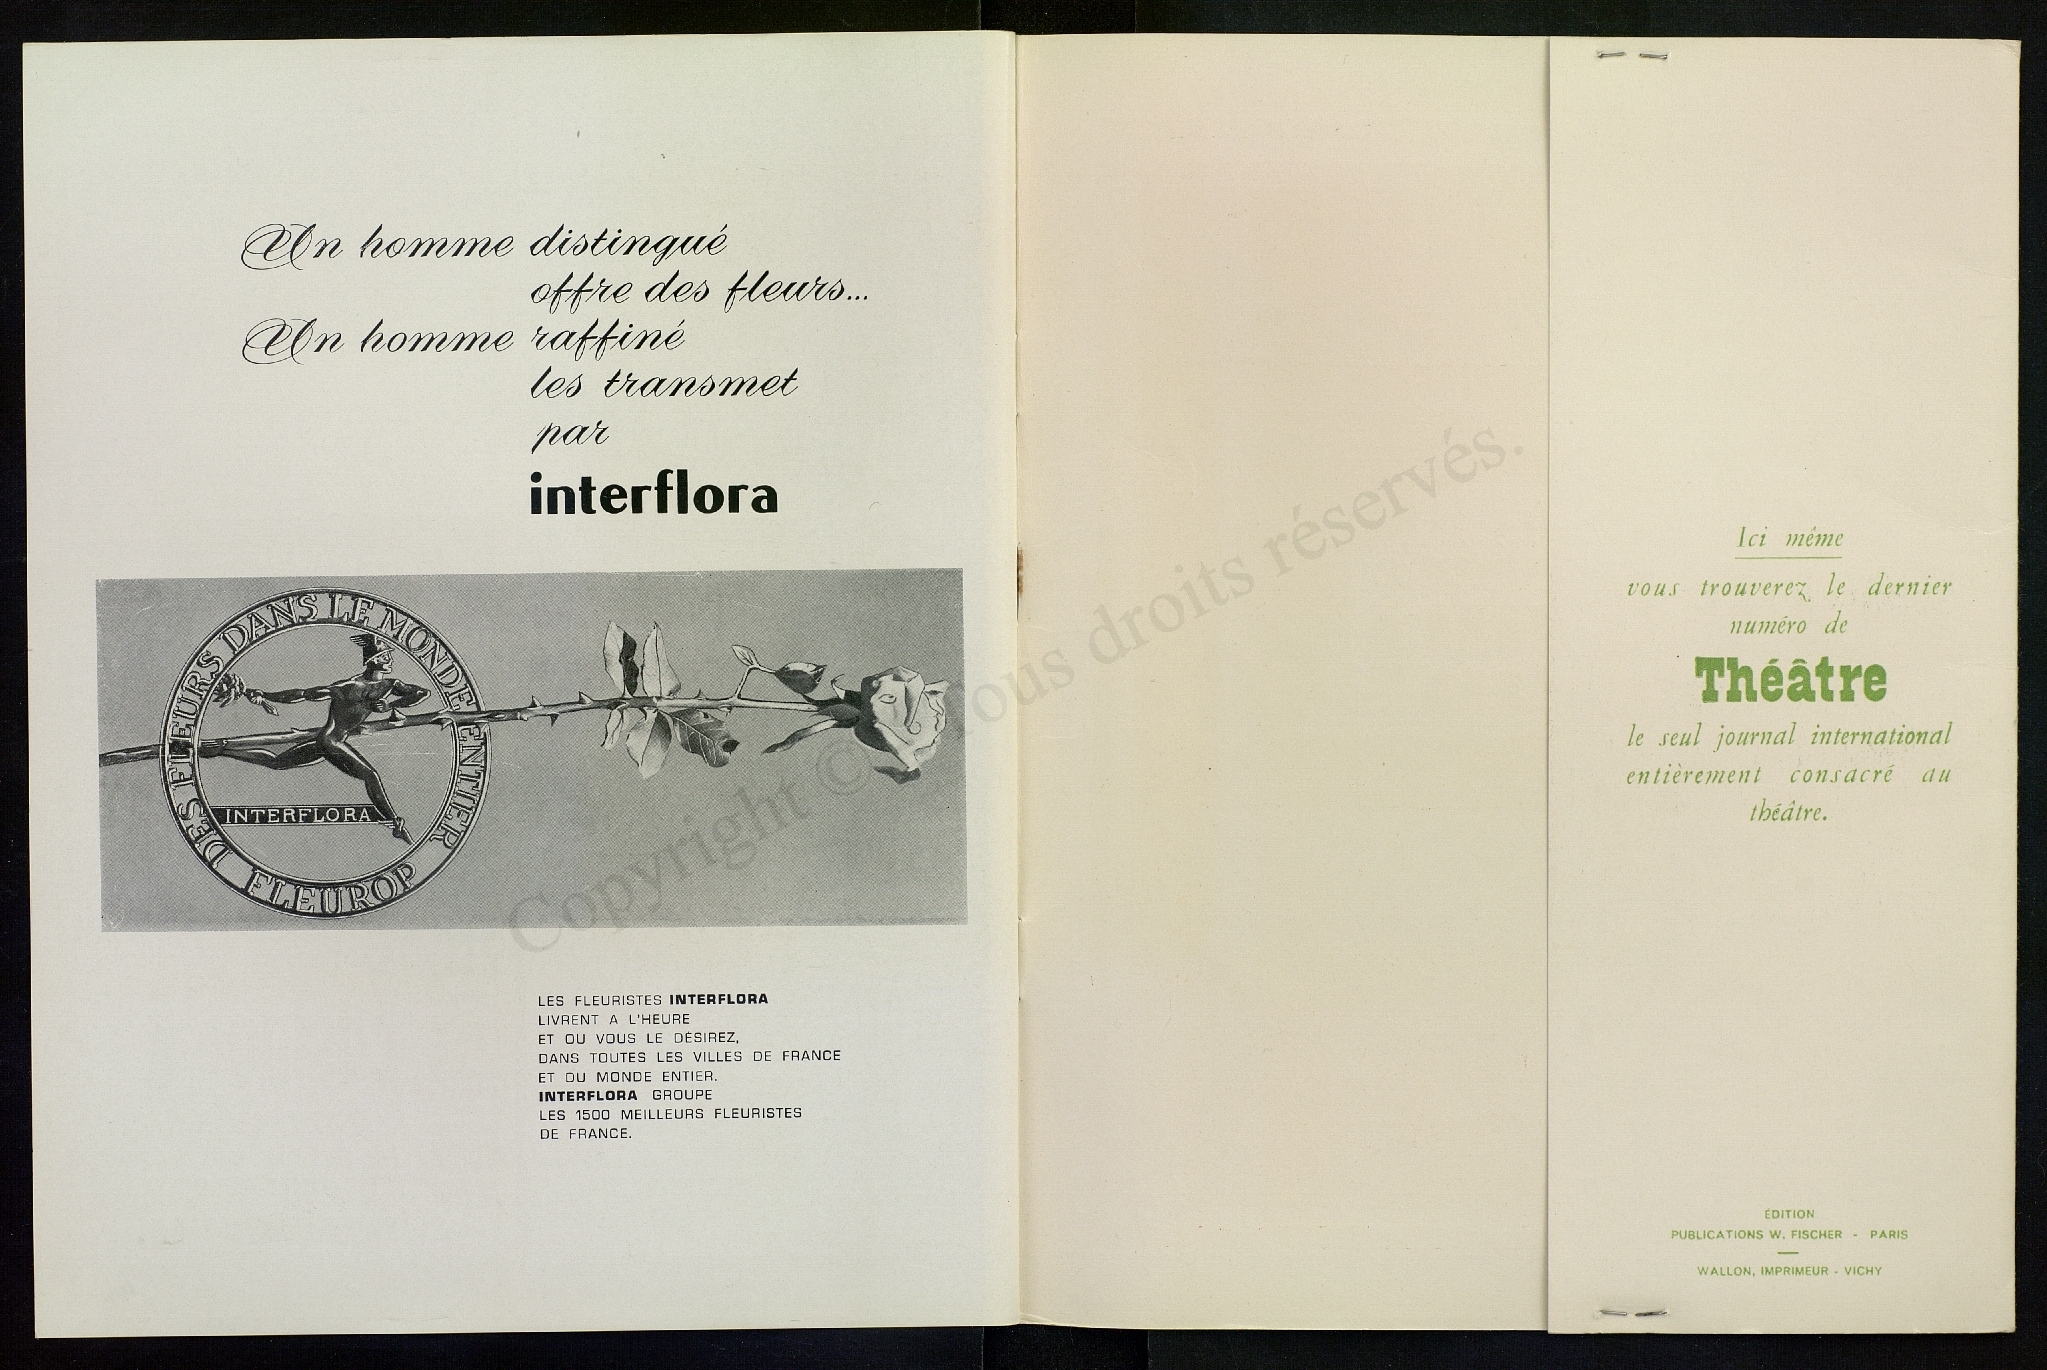 Un homme distingué
offre des fleurs...
Un homme raffiné
les transmet
par
interflora
DES FLEURS DANS LE MONDE ENTIER
INTERFLORA
FLEUROP
LES FLEURISTES INTERFLORA
LIVRENT A L'HEURE
ET OU VOUS LE DÉSIREZ,
DANS TOUTES LES VILLES DE FRANCE
ET DU MONDE ENTIER.
INTERFLORA GROUPE
LES 1500 MEILLEURS FLEURISTES
DE FRANCE.
Copyright © Tous droits réservés.
Ici même
vous trouverez le dernier
numéro de
Théâtre
le seul journal international
entièrement consacré au
théâtre.
ÉDITION
PUBLICATIONS W. FISCHER - PARIS
WALLON, IMPRIMEUR - VICHY